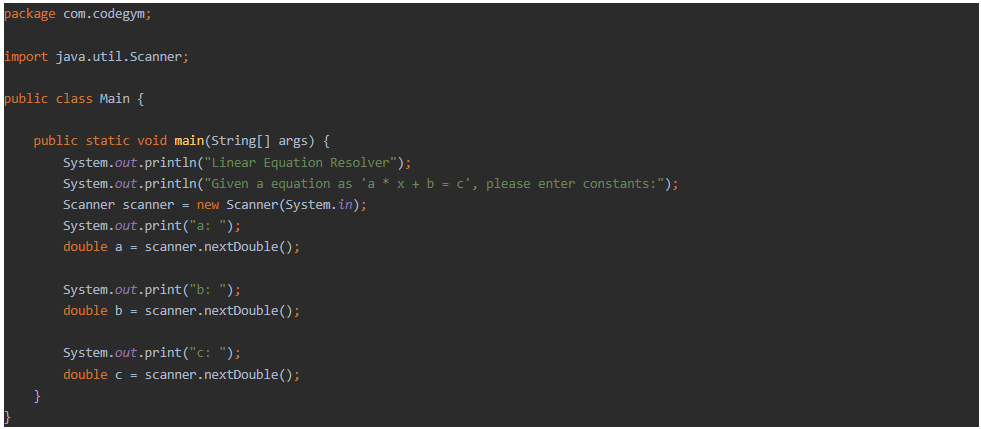 package com.codegym;
import java.util.Scanner;
public class Main {
public static void main(String[] args) {
System.out.println("Linear Equation Resolver");
System.out.println("Given a equation as 'a * x + b = c', please enter constants:");
Scanner scanner = new Scanner(System.in);
System.out.print("a: ");
double a = scanner.nextDouble();
System.out.print("b: ");
double b = scanner.nextDouble();
System.out.print("c: ");
double c = scanner.nextDouble();
}
}